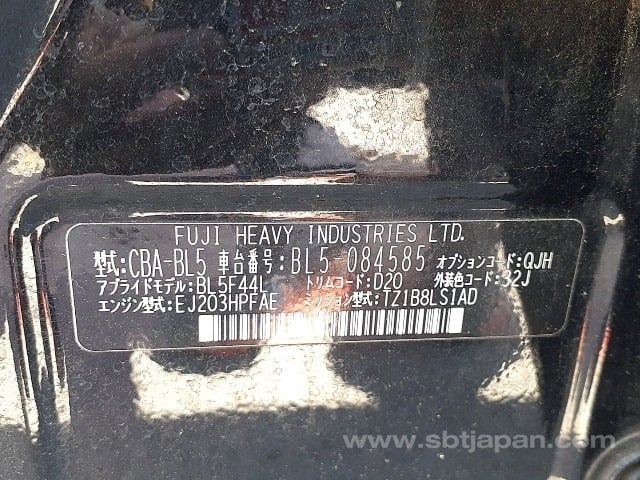 FUJI HEAVY INDUSTRIES LTD.
型式:CBA-BL5 車台番号:BL5-084585 オプションコード:QJH
アプライドモデル:BL5F44L トリムコード:D20 外装色コード:32J
エンジン型式:EJ203HPFAE ミッション型式:TZ1B8LS1AD
www.sbtjapan.com